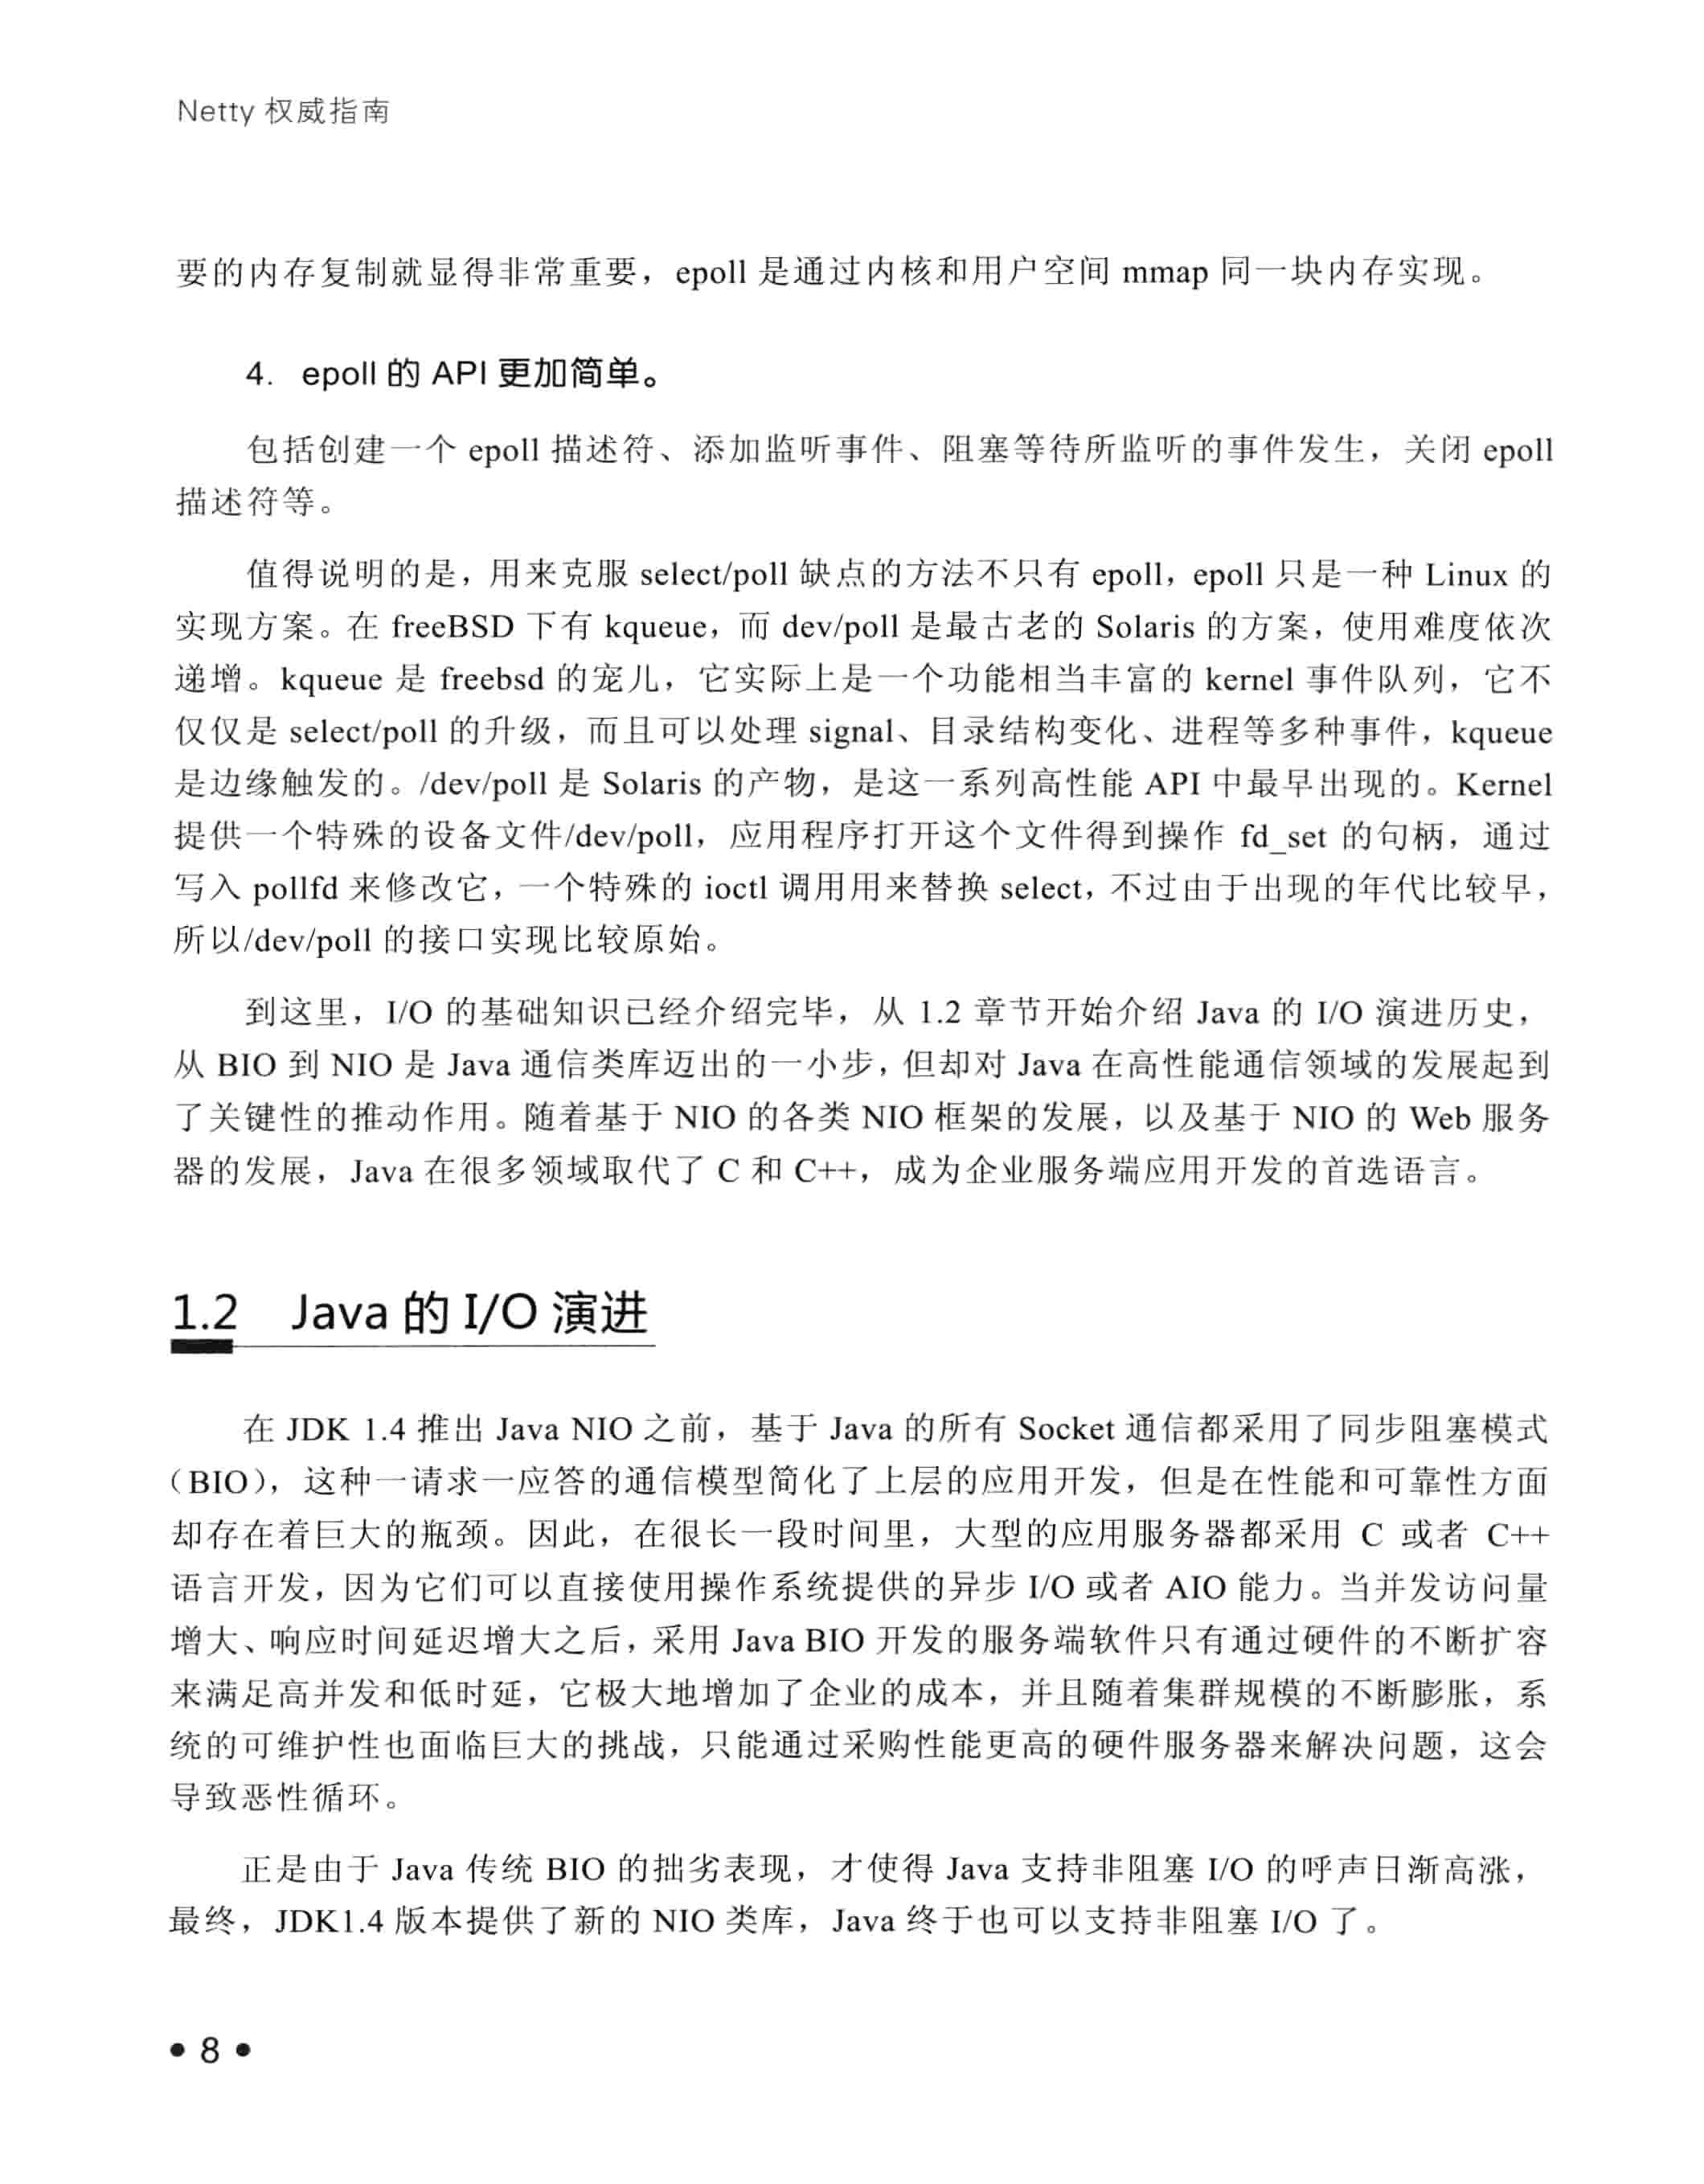 Netty 权威指南
要的内存复制就显得非常重要，epoll 是通过内核和用户空间 mmap 同一块内存实现。
4. epoll 的 API 更加简单。
包括创建一个 epoll 描述符、添加监听事件、阻塞等待所监听的事件发生，关闭 epoll
描述符等。
值得说明的是，用来克服 select/poll 缺点的方法不只有 epoll，epoll 只是一种 Linux 的
实现方案。在 freeBSD 下有 kqueue，而 dev/poll 是最古老的 Solaris 的方案，使用难度依次
递增。kqueue 是 freebsd 的宠儿，它实际上是一个功能相当丰富的 kernel 事件队列，它不
仅仅是 select/poll 的升级，而且可以处理 signal、目录结构变化、进程等多种事件，kqueue
是边缘触发的。/dev/poll 是 Solaris 的产物，是这一系列高性能 API 中最早出现的。Kernel
提供一个特殊的设备文件/dev/poll，应用程序打开这个文件得到操作 fd_set 的句柄，通过
写入 pollfd 来修改它，一个特殊的 ioctl 调用用来替换 select，不过由于出现的年代比较早，
所以/dev/poll 的接口实现比较原始。
到这里，I/O 的基础知识已经介绍完毕，从 1.2 章节开始介绍 Java 的 I/O 演进历史，
从 BIO 到 NIO 是 Java 通信类库迈出的一小步，但却对 Java 在高性能通信领域的发展起到
了关键性的推动作用。随着基于 NIO 的各类 NIO 框架的发展，以及基于 NIO 的 Web 服务
器的发展，Java 在很多领域取代了 C 和 C++，成为企业服务端应用开发的首选语言。
1.2 Java 的 I/O 演进
在 JDK 1.4 推出 Java NIO 之前，基于 Java 的所有 Socket 通信都采用了同步阻塞模式
（BIO），这种一请求一应答的通信模型简化了上层的应用开发，但是在性能和可靠性方面
却存在着巨大的瓶颈。因此，在很长一段时间里，大型的应用服务器都采用 C 或者 C++
语言开发，因为它们可以直接使用操作系统提供的异步 I/O 或者 AIO 能力。当并发访问量
增大、响应时间延迟增大之后，采用 Java BIO 开发的服务端软件只有通过硬件的不断扩容
来满足高并发和低时延，它极大地增加了企业的成本，并且随着集群规模的不断膨胀，系
统的可维护性也面临巨大的挑战，只能通过采购性能更高的硬件服务器来解决问题，这会
导致恶性循环。
正是由于 Java 传统 BIO 的拙劣表现，才使得 Java 支持非阻塞 I/O 的呼声日渐高涨，
最终，JDK1.4 版本提供了新的 NIO 类库，Java 终于也可以支持非阻塞 I/O 了。
• 8 •